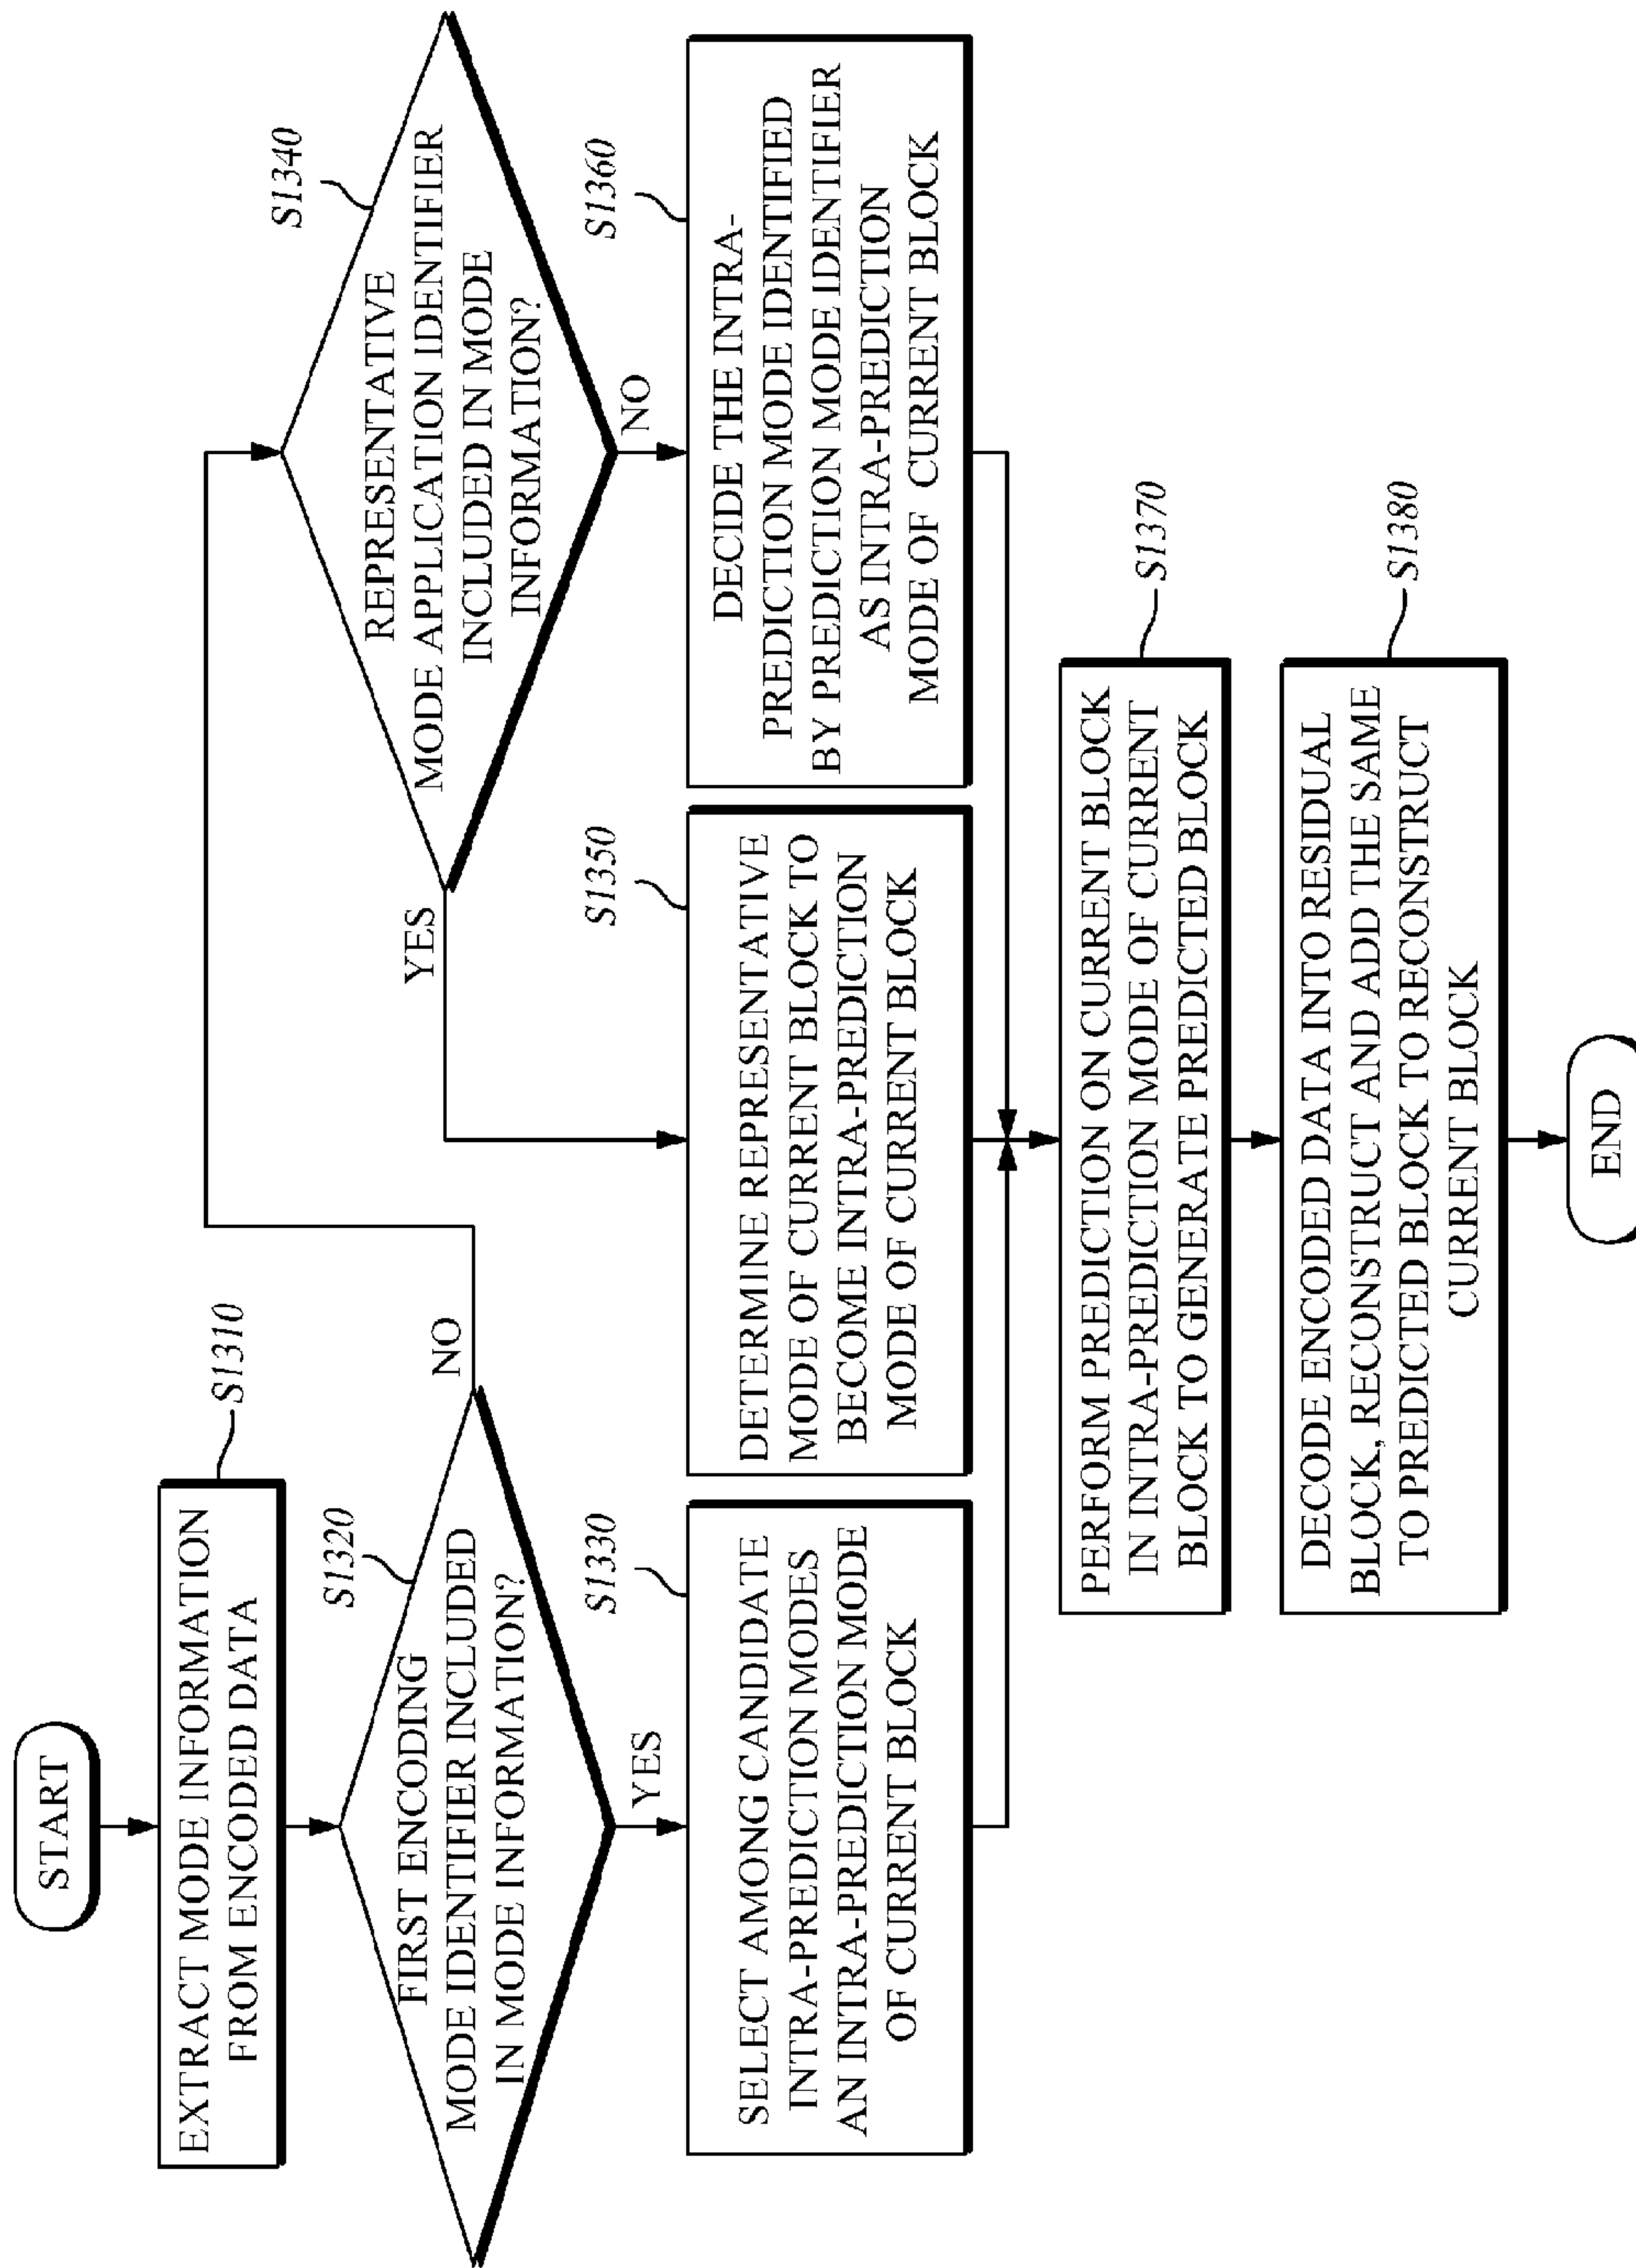 START
S1310
EXTRACT MODE INFORMATION
FROM ENCODED DATA
S1320
FIRST ENCODING
MODE IDENTIFIER INCLUDED
IN MODE INFORMATION?
NO
YES
S1330
SELECT AMONG CANDIDATE
INTRA-PREDICTION MODES
AN INTRA-PREDICTION MODE
OF CURRENT BLOCK
S1340
REPRESENTATIVE
MODE APPLICATION IDENTIFIER
INCLUDED IN MODE
INFORMATION?
YES
NO
S1350
DETERMINE REPRESENTATIVE
MODE OF CURRENT BLOCK TO
BECOME INTRA-PREDICTION
MODE OF CURRENT BLOCK
S1360
DECIDE THE INTRA-
PREDICTION MODE IDENTIFIED
BY PREDICTION MODE IDENTIFIER
AS INTRA-PREDICTION
MODE OF CURRENT BLOCK
S1370
PERFORM PREDICTION ON CURRENT BLOCK
IN INTRA-PREDICTION MODE OF CURRENT
BLOCK TO GENERATE PREDICTED BLOCK
S1380
DECODE ENCODED DATA INTO RESIDUAL
BLOCK, RECONSTRUCT AND ADD THE SAME
TO PREDICTED BLOCK TO RECONSTRUCT
CURRENT BLOCK
END